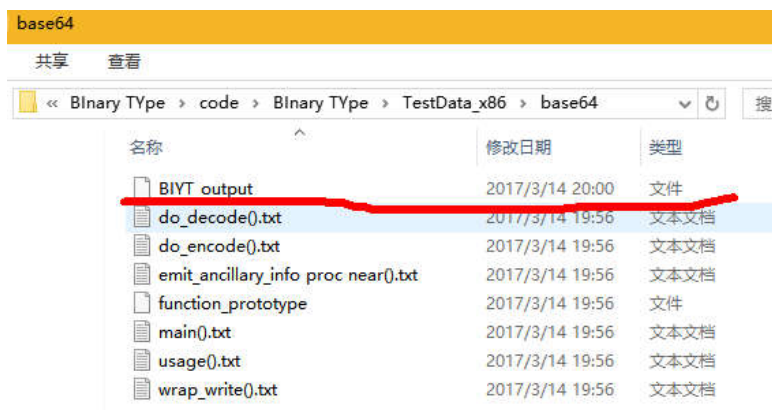 base64
共享 查看
« BInary TYpe › code › BInary TYpe › TestData_x86 › base64 搜
名称 修改日期 类型
BIYT_output 2017/3/14 20:00 文件
do_decode().txt 2017/3/14 19:56 文本文档
do_encode().txt 2017/3/14 19:56 文本文档
emit_ancillary_info proc near().txt 2017/3/14 19:56 文本文档
function_prototype 2017/3/14 19:56 文件
main().txt 2017/3/14 19:56 文本文档
usage().txt 2017/3/14 19:56 文本文档
wrap_write().txt 2017/3/14 19:56 文本文档